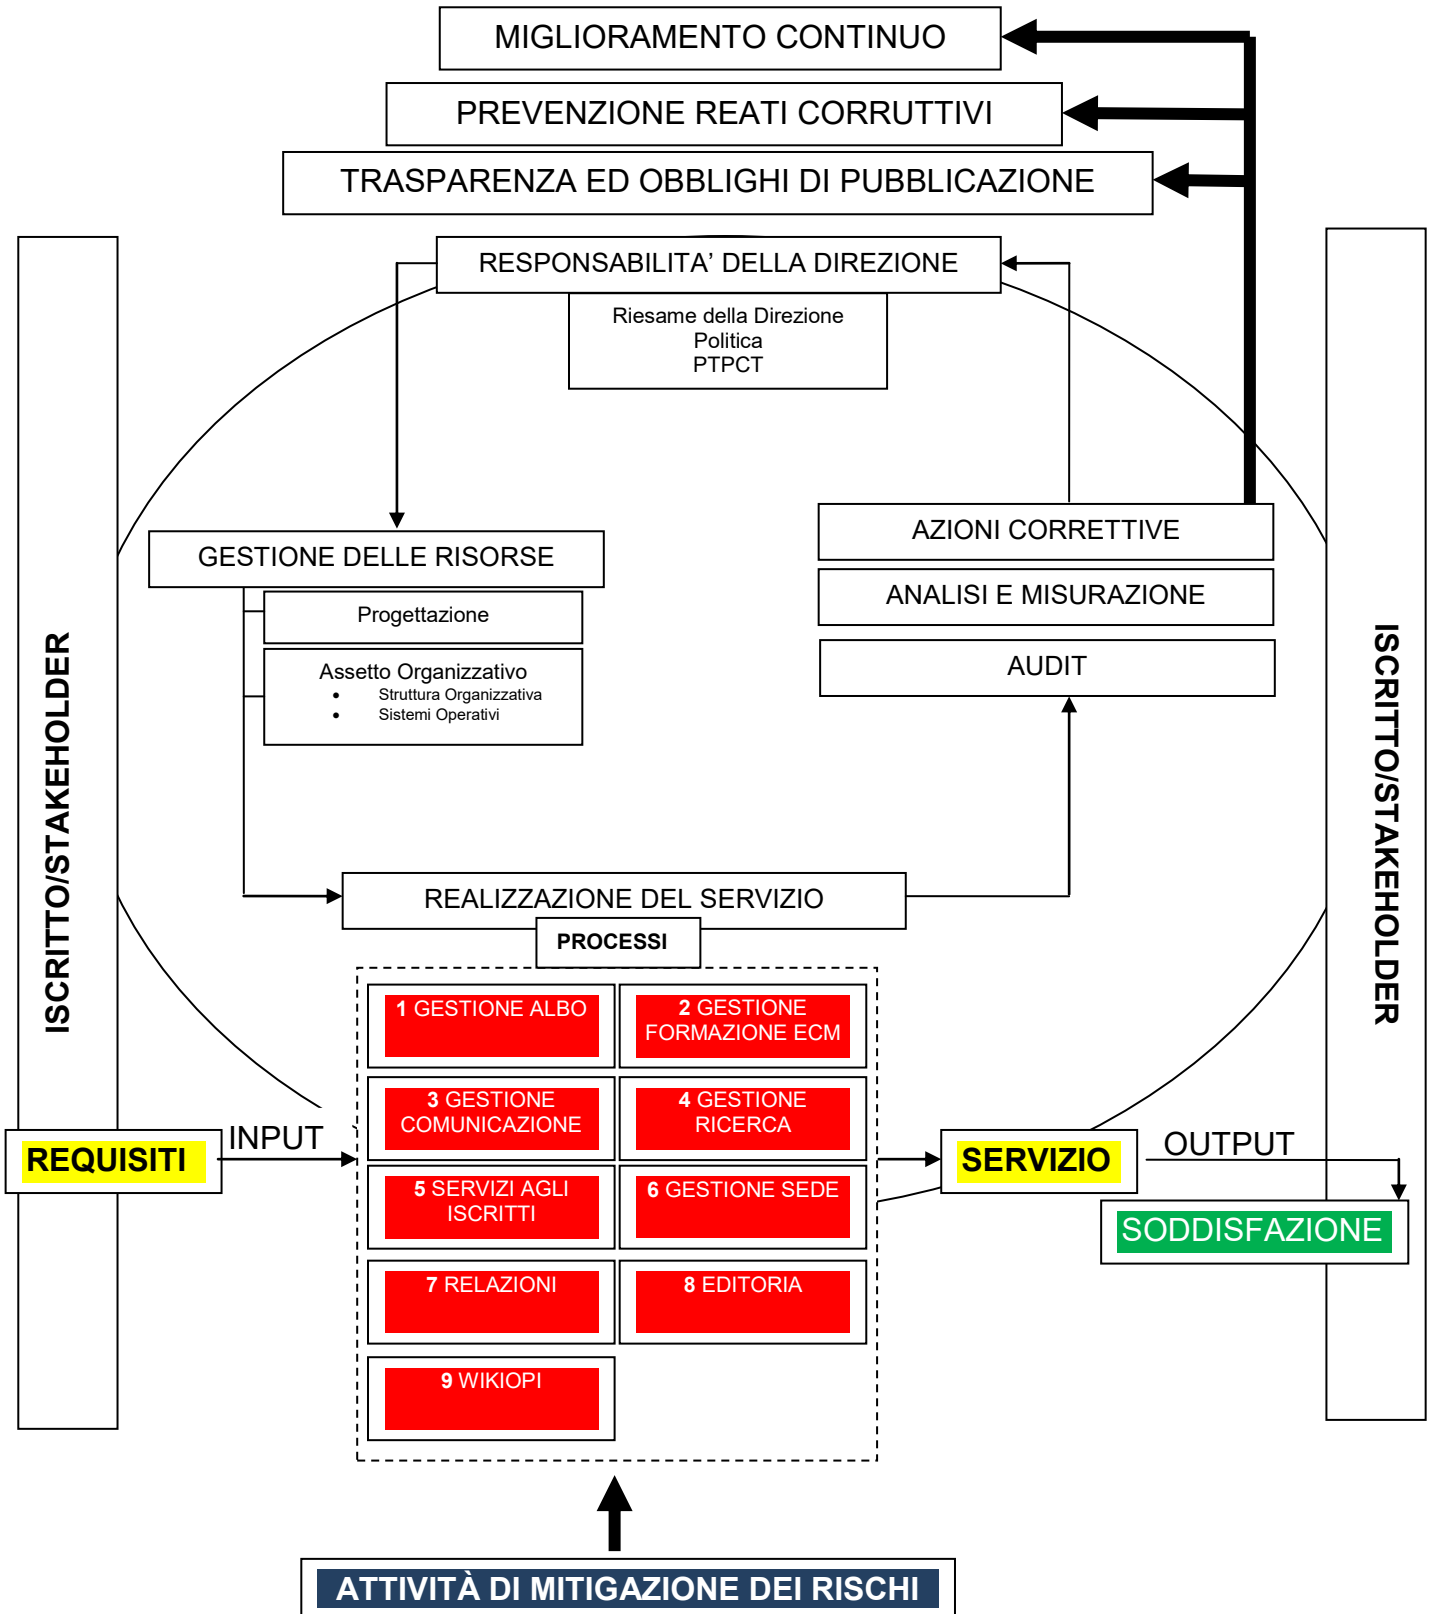 MIGLIORAMENTO CONTINUO
PREVENZIONE REATI CORRUTTIVI
TRASPARENZA ED OBBLIGHI DI PUBBLICAZIONE
RESPONSABILITA’ DELLA DIREZIONE
Riesame della Direzione
Politica
PTPCT
ISCRITTO/STAKEHOLDER
GESTIONE DELLE RISORSE
Progettazione
Assetto Organizzativo
• Struttura Organizzativa
• Sistemi Operativi
AZIONI CORRETTIVE
ANALISI E MISURAZIONE
AUDIT
ISCRITTO/STAKEHOLDER
REALIZZAZIONE DEL SERVIZIO
PROCESSI
1 GESTIONE ALBO
2 GESTIONE
FORMAZIONE ECM
3 GESTIONE
COMUNICAZIONE
4 GESTIONE
RICERCA
REQUISITI
INPUT
5 SERVIZI AGLI
ISCRITTI
6 GESTIONE SEDE
SERVIZIO
OUTPUT
SODDISFAZIONE
7 RELAZIONI
8 EDITORIA
9 WIKIOPI
ATTIVITÀ DI MITIGAZIONE DEI RISCHI